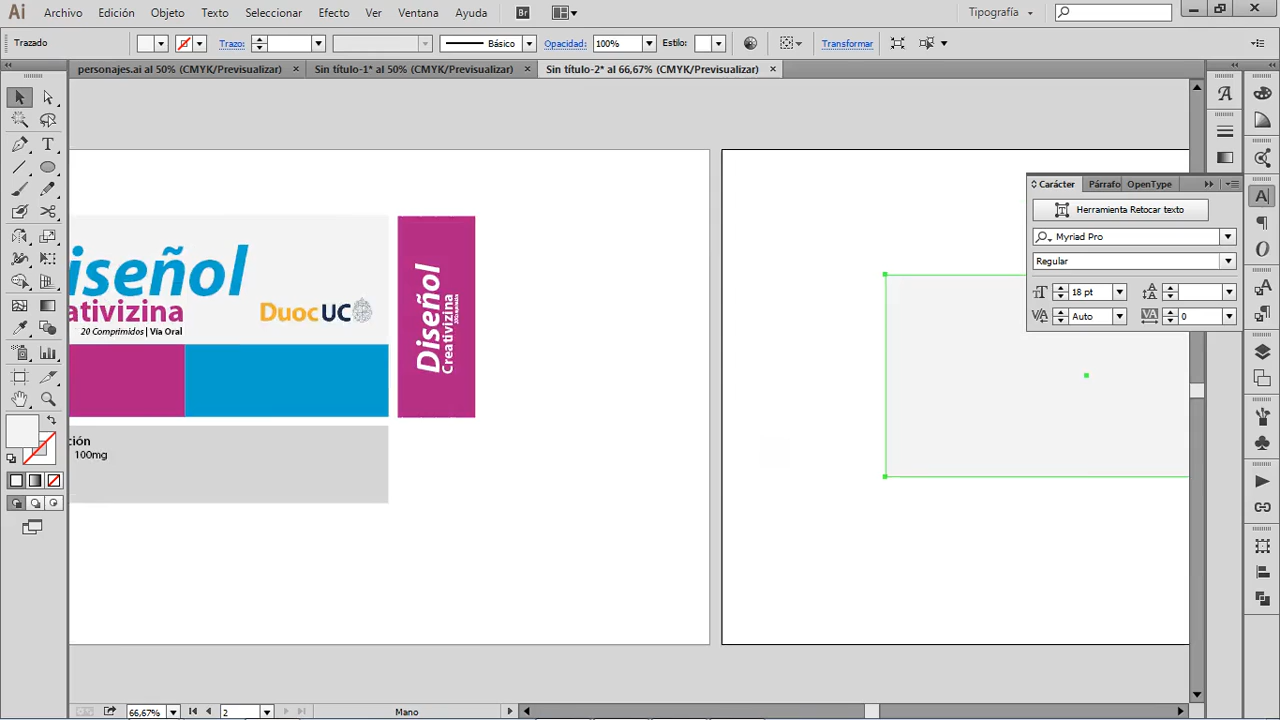 Ai Archivo Edición Objeto Texto Seleccionar Efecto Ver Ventana Ayuda Br Tipografía
Trazado Trazo: Básico Opacidad: 100% Estilo: Transformar
personajes.ai al 50% (CMYK/Previsualizar) × Sin título-1* al 50% (CMYK/Previsualizar) × Sin título-2* al 66,67% (CMYK/Previsualizar) ×
Carácter Párrafo OpenType
Herramienta Retocar texto
Myriad Pro
Regular
18 pt
Auto 0
iseñol
ativizina
20 Comprimidos | Vía Oral
DuocUC
Diseñol
Creativizina
ción
100mg
66,67% 2 Mano